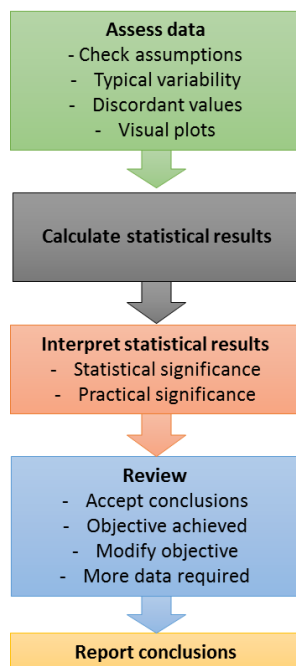 Assess data
- Check assumptions
- Typical variability
- Discordant values
- Visual plots
Calculate statistical results
Interpret statistical results
- Statistical significance
- Practical significance
Review
- Accept conclusions
- Objective achieved
- Modify objective
- More data required
Report conclusions